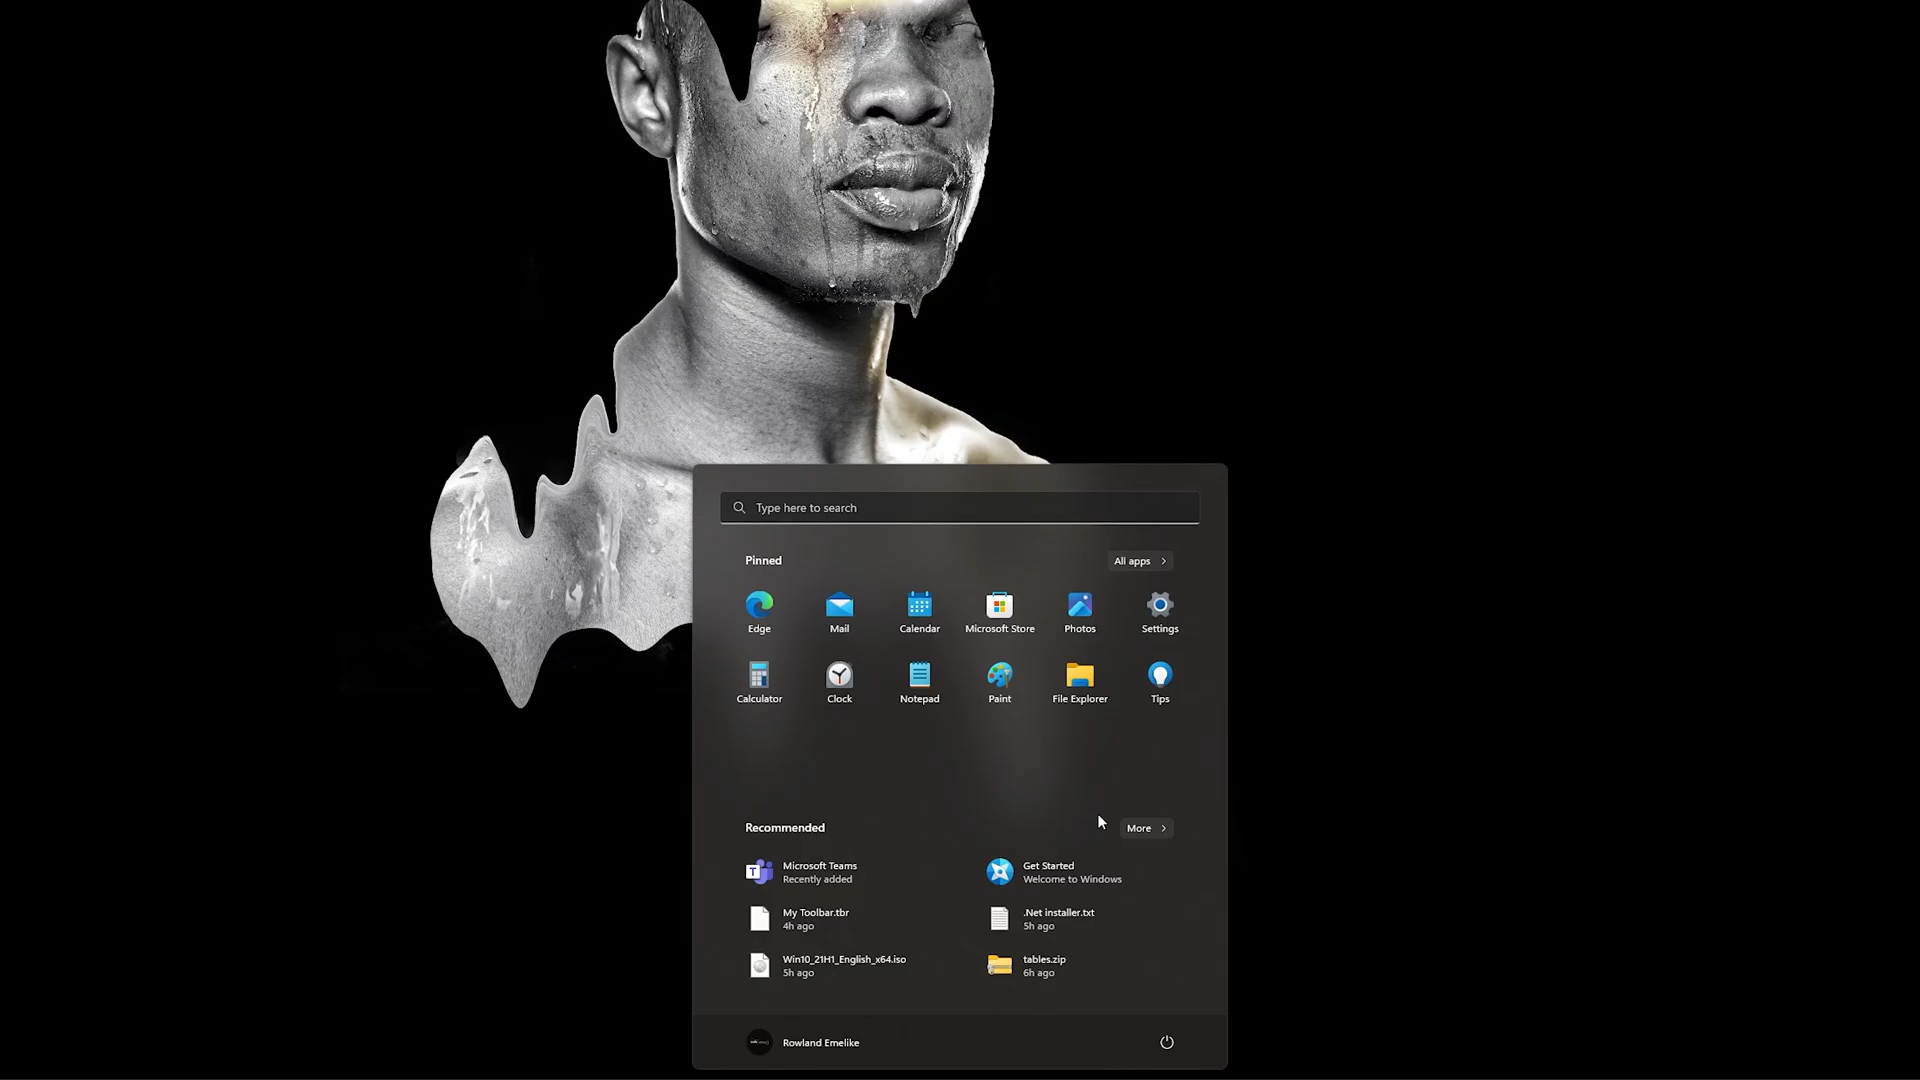 Type here to search
Pinned
All apps
Edge
Mail
Calendar
Microsoft Store
Photos
Settings
Calculator
Clock
Notepad
Paint
File Explorer
Tips
Recommended
More
Microsoft Teams
Recently added
Get Started
Welcome to Windows
My Toolbar.tbr
4h ago
.Net installer.txt
5h ago
Win10_21H1_English_x64.iso
5h ago
tables.zip
6h ago
Rowland Emelike